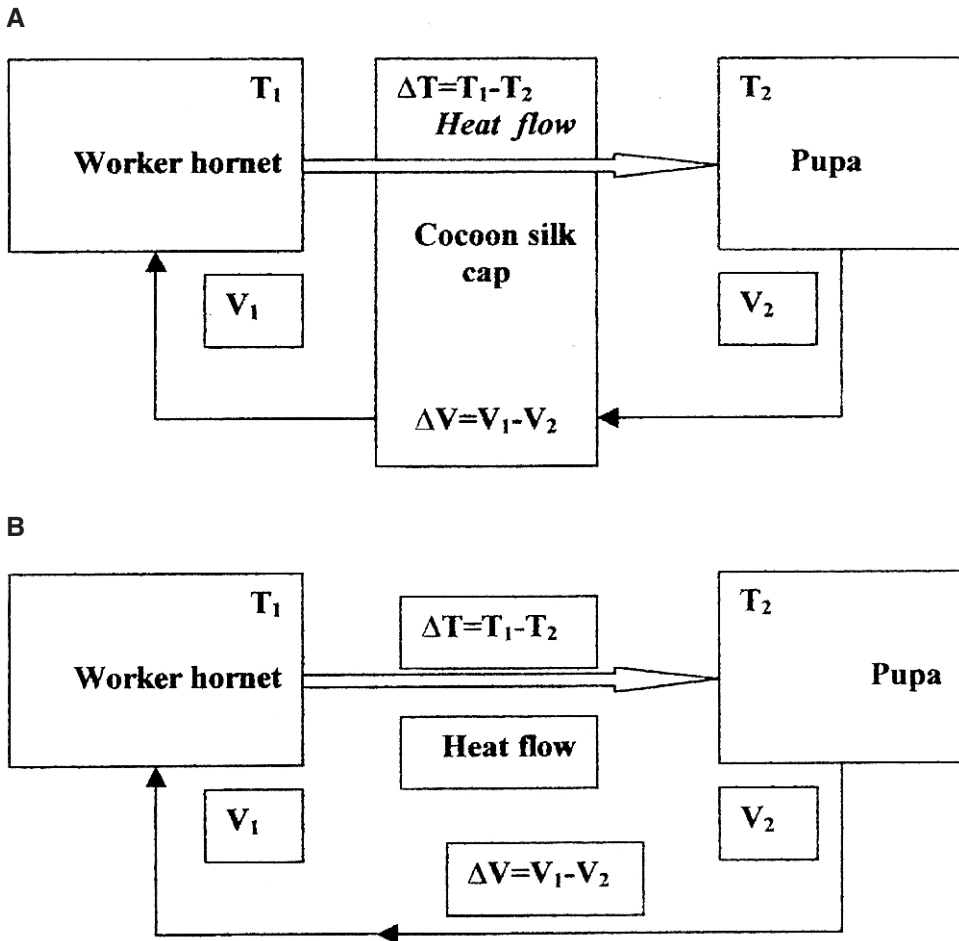 A
T₁
ΔT=T₁-T₂
T₂
Heat flow
Worker hornet
Pupa
Cocoon silk
cap
V₁
V₂
ΔV=V₁-V₂
B
T₁
ΔT=T₁-T₂
T₂
Worker hornet
Pupa
Heat flow
V₁
V₂
ΔV=V₁-V₂